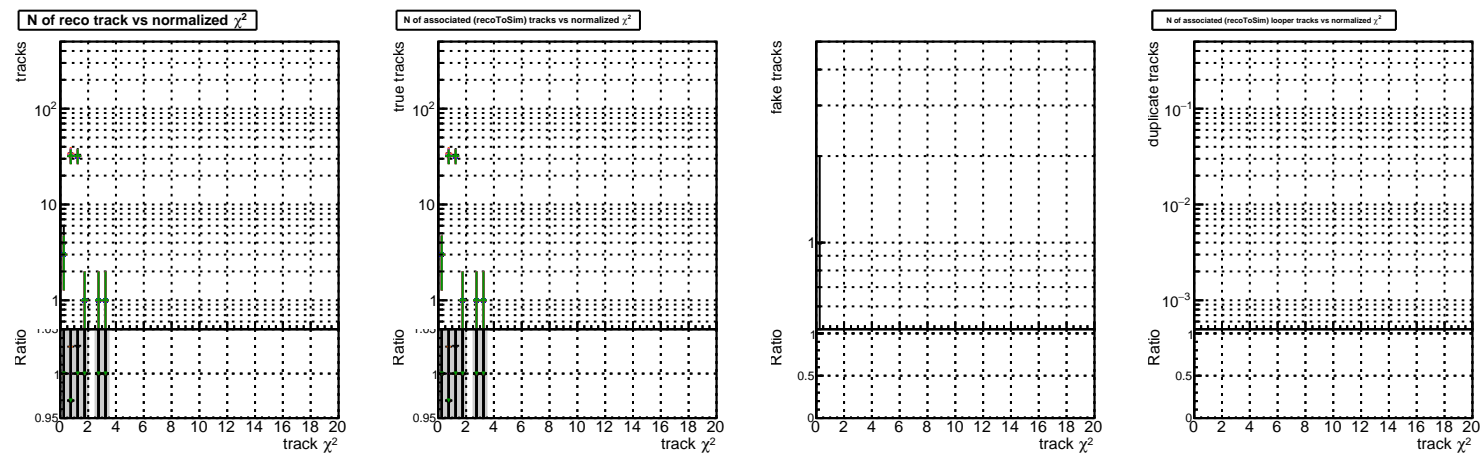 N of reco track vs normalized χ²
tracks
10²
10
1
1.05
Ratio
1
0.95
0 2 4 6 8 10 12 14 16 18 20
track χ²
N of associated (recoToSim) tracks vs normalized χ²
true tracks
10²
10
1
1.05
Ratio
1
0.95
0 2 4 6 8 10 12 14 16 18 20
track χ²
fake tracks
1
Ratio
1
0.5
0
0 2 4 6 8 10 12 14 16 18 20
track χ²
N of associated (recoToSim) looper tracks vs normalized χ²
duplicate tracks
10⁻¹
10⁻²
10⁻³
Ratio
1
0.5
0
0 2 4 6 8 10 12 14 16 18 20
track χ²